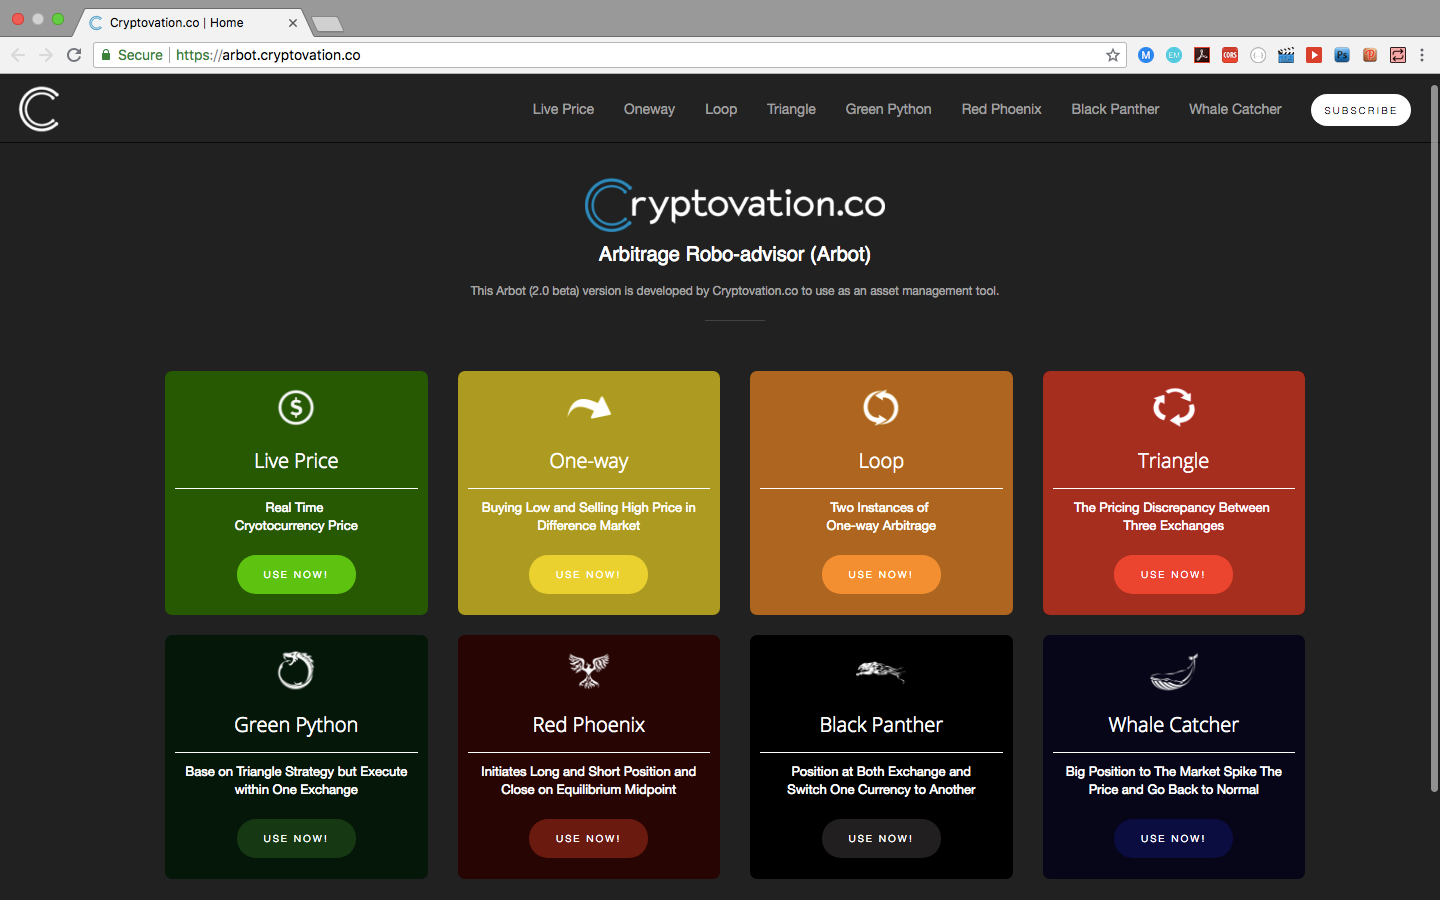 Cryptovation.co | Home
Secure https://arbot.cryptovation.co
M EM CORS Ps
Live Price Oneway Loop Triangle Green Python Red Phoenix Black Panther Whale Catcher SUBSCRIBE
Cryptovation.co
Arbitrage Robo-advisor (Arbot)
This Arbot (2.0 beta) version is developed by Cryptovation.co to use as an asset management tool.
Live Price
Real Time
Cryotocurrency Price
USE NOW!
One-way
Buying Low and Selling High Price in
Difference Market
USE NOW!
Loop
Two Instances of
One-way Arbitrage
USE NOW!
Triangle
The Pricing Discrepancy Between
Three Exchanges
USE NOW!
Green Python
Base on Triangle Strategy but Execute
within One Exchange
USE NOW!
Red Phoenix
Initiates Long and Short Position and
Close on Equilibrium Midpoint
USE NOW!
Black Panther
Position at Both Exchange and
Switch One Currency to Another
USE NOW!
Whale Catcher
Big Position to The Market Spike The
Price and Go Back to Normal
USE NOW!